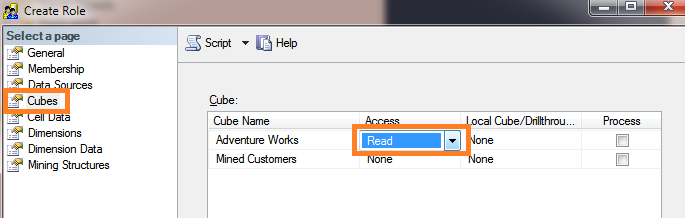 Create Role
Select a page
General
Membership
Data Sources
Cubes
Cell Data
Dimensions
Dimension Data
Mining Structures
Script Help
Cube:
Cube Name Access Local Cube/Drillthrou... Process
Adventure Works Read None
Mined Customers None None